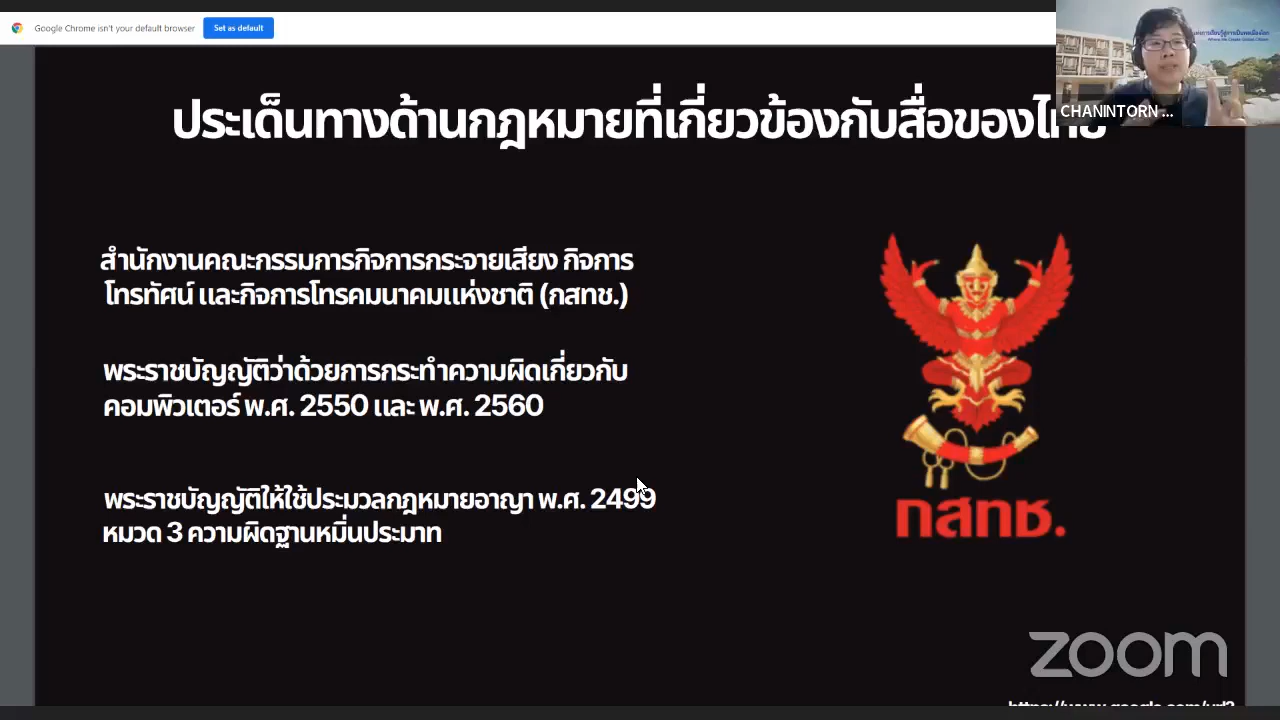 Google Chrome isn't your default browser
Set as default
CHANINTORN ...
ประเด็นทางด้านกฎหมายที่เกี่ยวข้องกับสื่อของไทย
สำนักงานคณะกรรมการกิจการกระจายเสียง กิจการ
โทรทัศน์ และกิจการโทรคมนาคมแห่งชาติ (กสทช.)
พระราชบัญญัติว่าด้วยการกระทำความผิดเกี่ยวกับ
คอมพิวเตอร์ พ.ศ. 2550 และ พ.ศ. 2560
พระราชบัญญัติให้ใช้ประมวลกฎหมายอาญา พ.ศ. 2499
หมวด 3 ความผิดฐานหมิ่นประมาท
กสทช.
zoom
https://www.google.com/url?